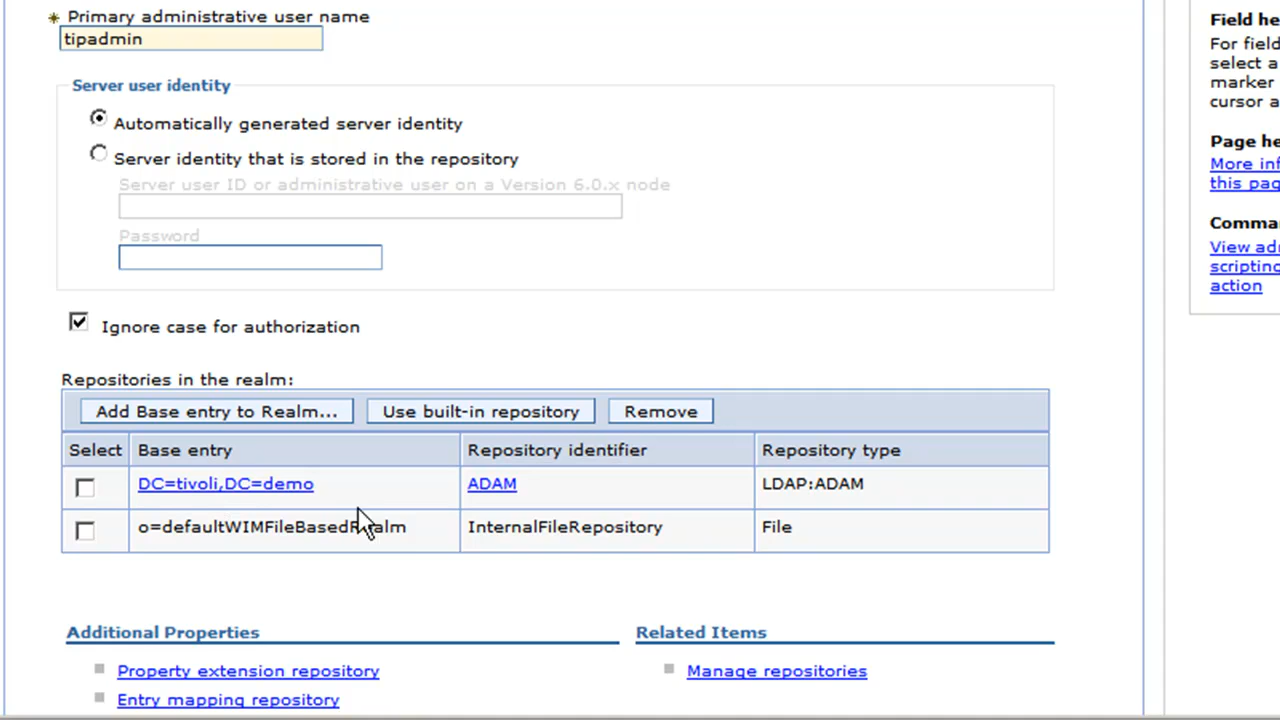 * Primary administrative user name
tipadmin
Server user identity
Automatically generated server identity
Server identity that is stored in the repository
Server user ID or administrative user on a Version 6.0.x node
Password
Ignore case for authorization
Repositories in the realm:
Add Base entry to Realm... Use built-in repository Remove
Select Base entry Repository identifier Repository type
DC=tivoli,DC=demo ADAM LDAP:ADAM
o=defaultWIMFileBasedRealm InternalFileRepository File
Additional Properties
Property extension repository
Entry mapping repository
Related Items
Manage repositories
Field he
For field
select a
marker
cursor a
Page he
More inf
this pag
Comma
View ad
scripting
action